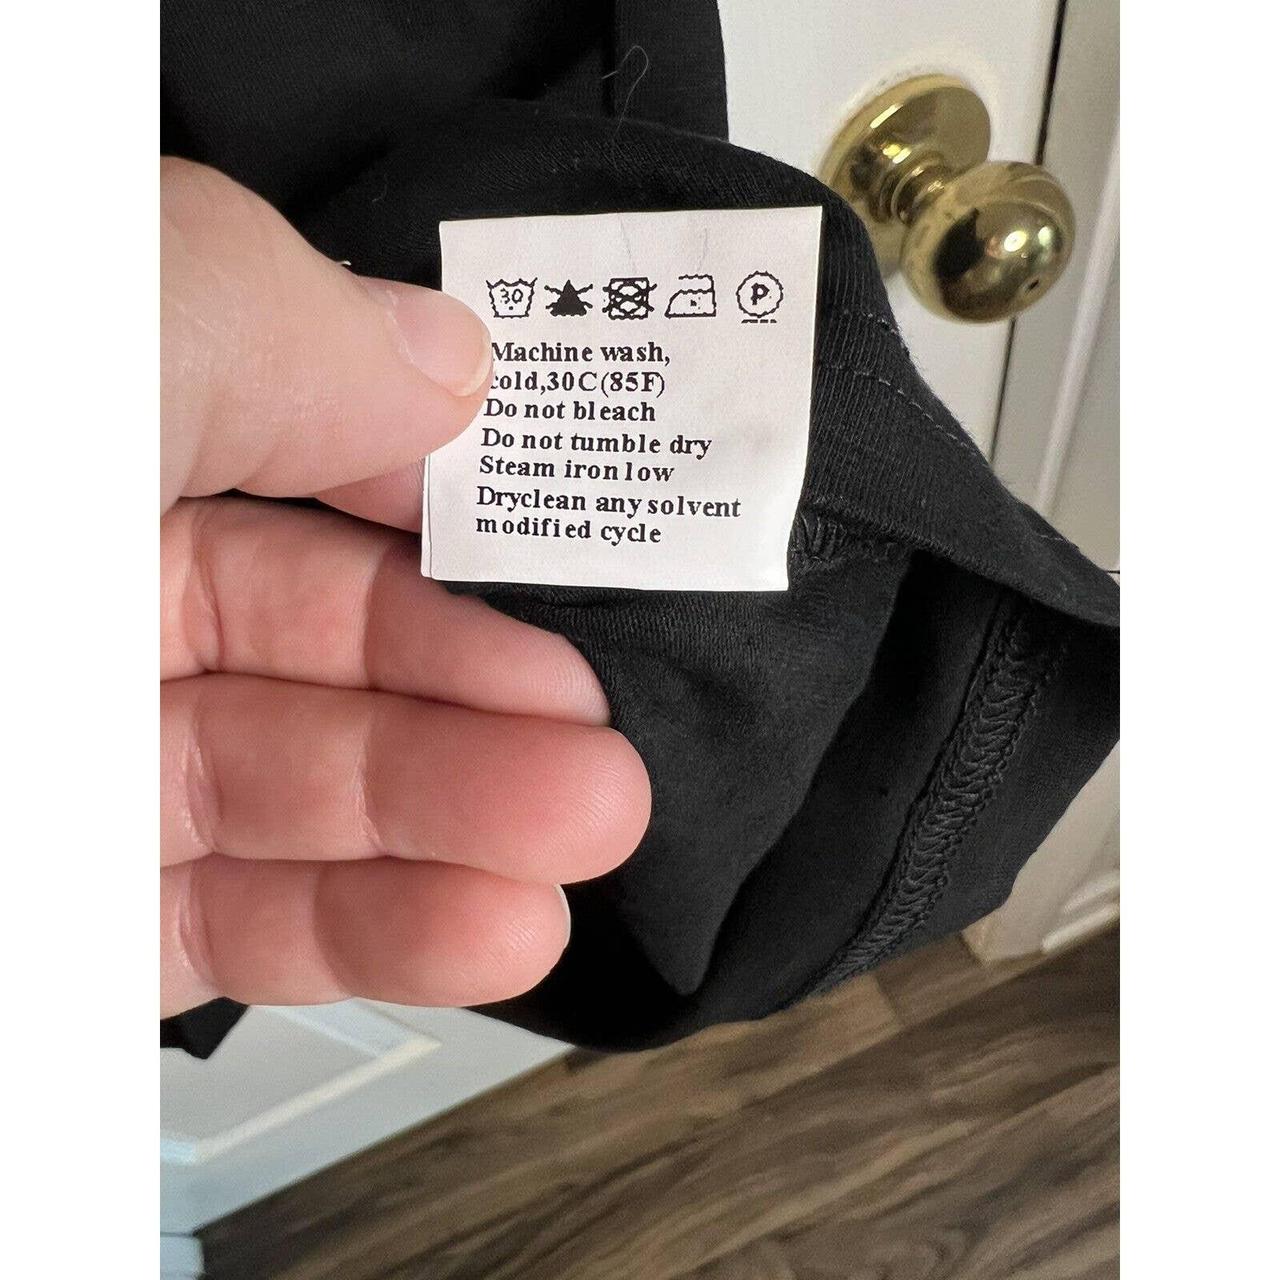 30 P
Machine wash,
cold,30C(85F)
Do not bleach
Do not tumble dry
Steam iron low
Dryclean any solvent
modified cycle